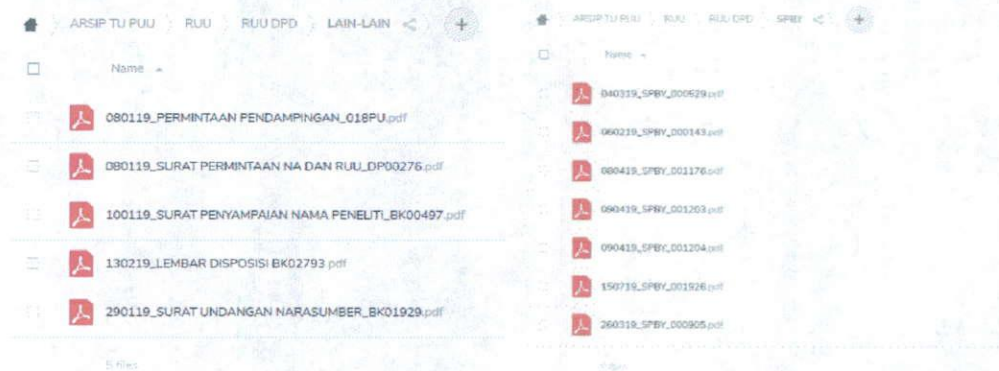 ARSIP TU PUU RUU RUU DPD LAIN-LAIN
Name
080119_PERMINTAAN PENDAMPINGAN_018PU.pdf
080119_SURAT PERMINTAAN NA DAN RUU_DP00276.pdf
100119_SURAT PENYAMPAIAN NAMA PENELITI_BK00497.pdf
130219_LEMBAR DISPOSISI BK02793.pdf
290119_SURAT UNDANGAN NARASUMBER_BK01929.pdf
5 files
ARSIP TU PUU RUU RUU DPD SPBY
Name
040319_SPBY_000529.pdf
060219_SPBY_000143.pdf
080419_SPBY_001176.pdf
090419_SPBY_001203.pdf
090419_SPBY_001204.pdf
150719_SPBY_001926.pdf
260319_SPBY_000905.pdf